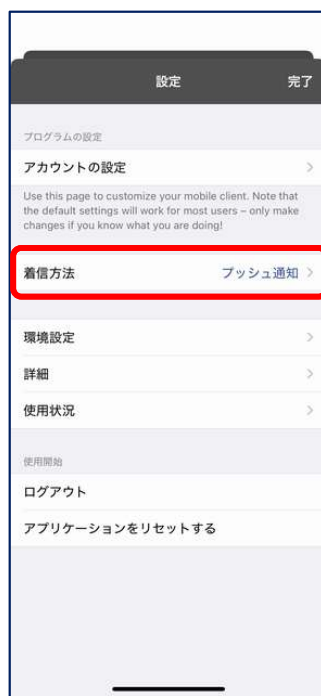 設定
完了
プログラムの設定
アカウントの設定
Use this page to customize your mobile client. Note that
the default settings will work for most users – only make
changes if you know what you are doing!
着信方法 プッシュ通知
環境設定
詳細
使用状況
使用開始
ログアウト
アプリケーションをリセットする